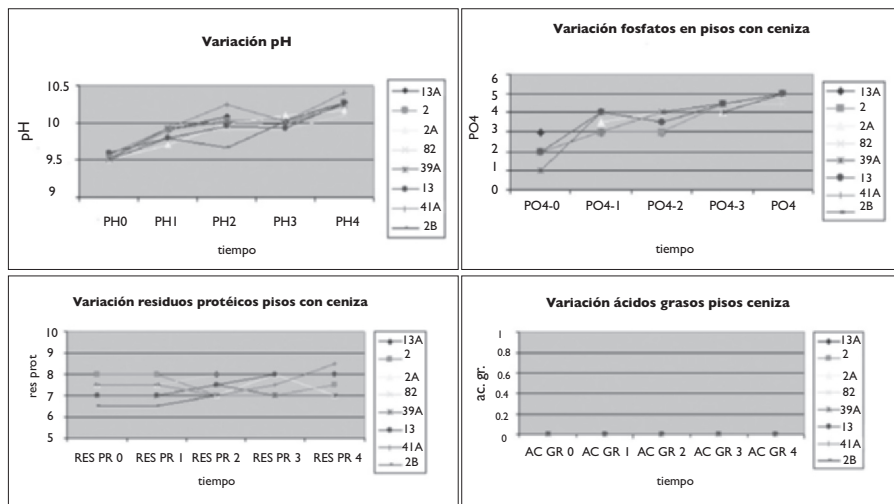 Variación pH
10.5
10
9.5
9
pH
PH0 PH1 PH2 PH3 PH4
tiempo
13A
2
2A
82
39A
13
41A
2B
Variación fosfatos en pisos con ceniza
6
5
4
3
2
1
0
PO4
PO4-0 PO4-1 PO4-2 PO4-3 PO4
tiempo
13A
2
2A
82
39A
13
41A
2B
Variación residuos protéicos pisos con ceniza
10
9
8
7
6
5
res prot
RES PR 0 RES PR 1 RES PR 2 RES PR 3 RES PR 4
tiempo
13A
2
2A
82
39A
13
41A
2B
Variación ácidos grasos pisos ceniza
1
0.8
0.6
0.4
0.2
0
ac. gr.
AC GR 0 AC GR 1 AC GR 2 AC GR 3 AC GR 4
tiempo
13A
2
2A
82
39A
13
41A
2B